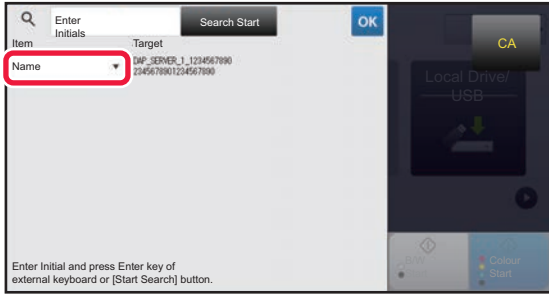 Enter
Initials
Search Start
OK
CA
Item
Target
Name
DAP_SERVER_1_1234567890
2345678901234567890
Local Drive/
USB
B/W
Start
Colour
Start
Enter Initial and press Enter key of
external keyboard or [Start Search] button.